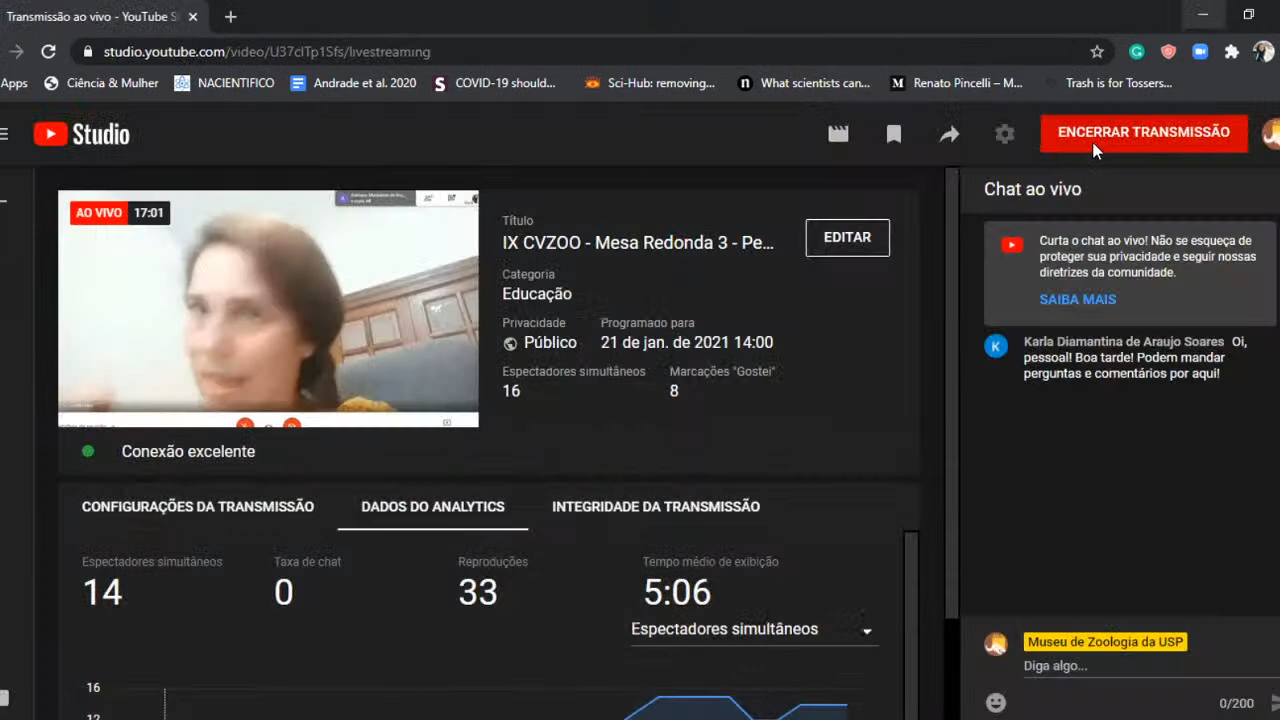 Transmissão ao vivo - YouTube S
studio.youtube.com/video/U37clTp1Sfs/livestreaming
Apps Ciência & Mulher NACIENTIFICO Andrade et al. 2020 COVID-19 should... Sci-Hub: removing... What scientists can... Renato Pincelli – M... Trash is for Tossers...
Studio
ENCERRAR TRANSMISSÃO
AO VIVO 17:01
Título
IX CVZOO - Mesa Redonda 3 - Pe...
EDITAR
Categoria
Educação
Privacidade Programado para
Público 21 de jan. de 2021 14:00
Espectadores simultâneos Marcações "Gostei"
16 8
Conexão excelente
CONFIGURAÇÕES DA TRANSMISSÃO DADOS DO ANALYTICS INTEGRIDADE DA TRANSMISSÃO
Espectadores simultâneos Taxa de chat Reproduções Tempo médio de exibição
14 0 33 5:06
Espectadores simultâneos
16
12
Chat ao vivo
Curta o chat ao vivo! Não se esqueça de
proteger sua privacidade e seguir nossas
diretrizes da comunidade.
SAIBA MAIS
K
Karla Diamantina de Araujo Soares Oi,
pessoal! Boa tarde! Podem mandar
perguntas e comentários por aqui!
Museu de Zoologia da USP
Diga algo...
0/200